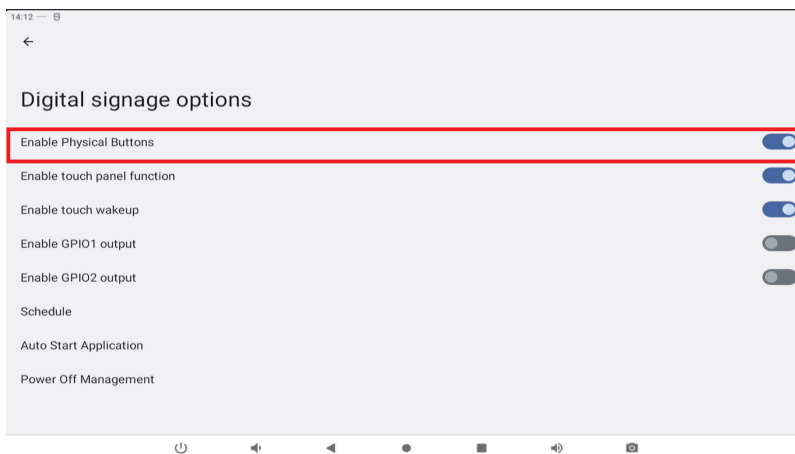 14:12
Digital signage options
Enable Physical Buttons
Enable touch panel function
Enable touch wakeup
Enable GPIO1 output
Enable GPIO2 output
Schedule
Auto Start Application
Power Off Management